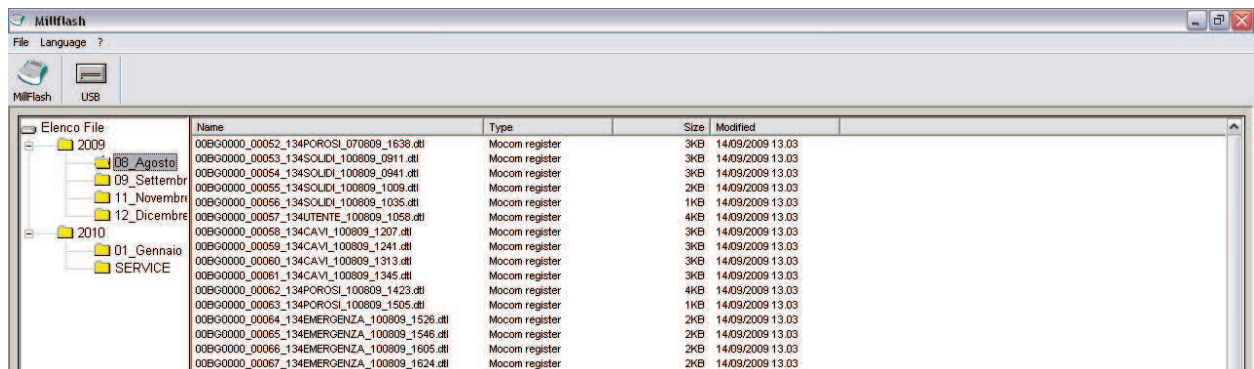 Millflash
File Language ?
MillFlash USB
Elenco File
2009
08_Agosto
09_Settembr
11_Novembre
12_Dicembre
2010
01_Gennaio
SERVICE
Name Type Size Modified
00BG0000_00052_134POROSI_070809_1638.dtl Mocom register 3KB 14/09/2009 13.03
00BG0000_00053_134SOLIDI_100809_0911.dtl Mocom register 3KB 14/09/2009 13.03
00BG0000_00054_134SOLIDI_100809_0941.dtl Mocom register 3KB 14/09/2009 13.03
00BG0000_00055_134SOLIDI_100809_1009.dtl Mocom register 2KB 14/09/2009 13.03
00BG0000_00056_134SOLIDI_100809_1035.dtl Mocom register 1KB 14/09/2009 13.03
00BG0000_00057_134UTENTE_100809_1058.dtl Mocom register 4KB 14/09/2009 13.03
00BG0000_00058_134CAVI_100809_1207.dtl Mocom register 3KB 14/09/2009 13.03
00BG0000_00059_134CAVI_100809_1241.dtl Mocom register 3KB 14/09/2009 13.03
00BG0000_00060_134CAVI_100809_1313.dtl Mocom register 3KB 14/09/2009 13.03
00BG0000_00061_134CAVI_100809_1345.dtl Mocom register 3KB 14/09/2009 13.03
00BG0000_00062_134POROSI_100809_1423.dtl Mocom register 4KB 14/09/2009 13.03
00BG0000_00063_134POROSI_100809_1505.dtl Mocom register 1KB 14/09/2009 13.03
00BG0000_00064_134EMERGENZA_100809_1526.dtl Mocom register 2KB 14/09/2009 13.03
00BG0000_00065_134EMERGENZA_100809_1546.dtl Mocom register 2KB 14/09/2009 13.03
00BG0000_00066_134EMERGENZA_100809_1605.dtl Mocom register 2KB 14/09/2009 13.03
00BG0000_00067_134EMERGENZA_100809_1624.dtl Mocom register 2KB 14/09/2009 13.03